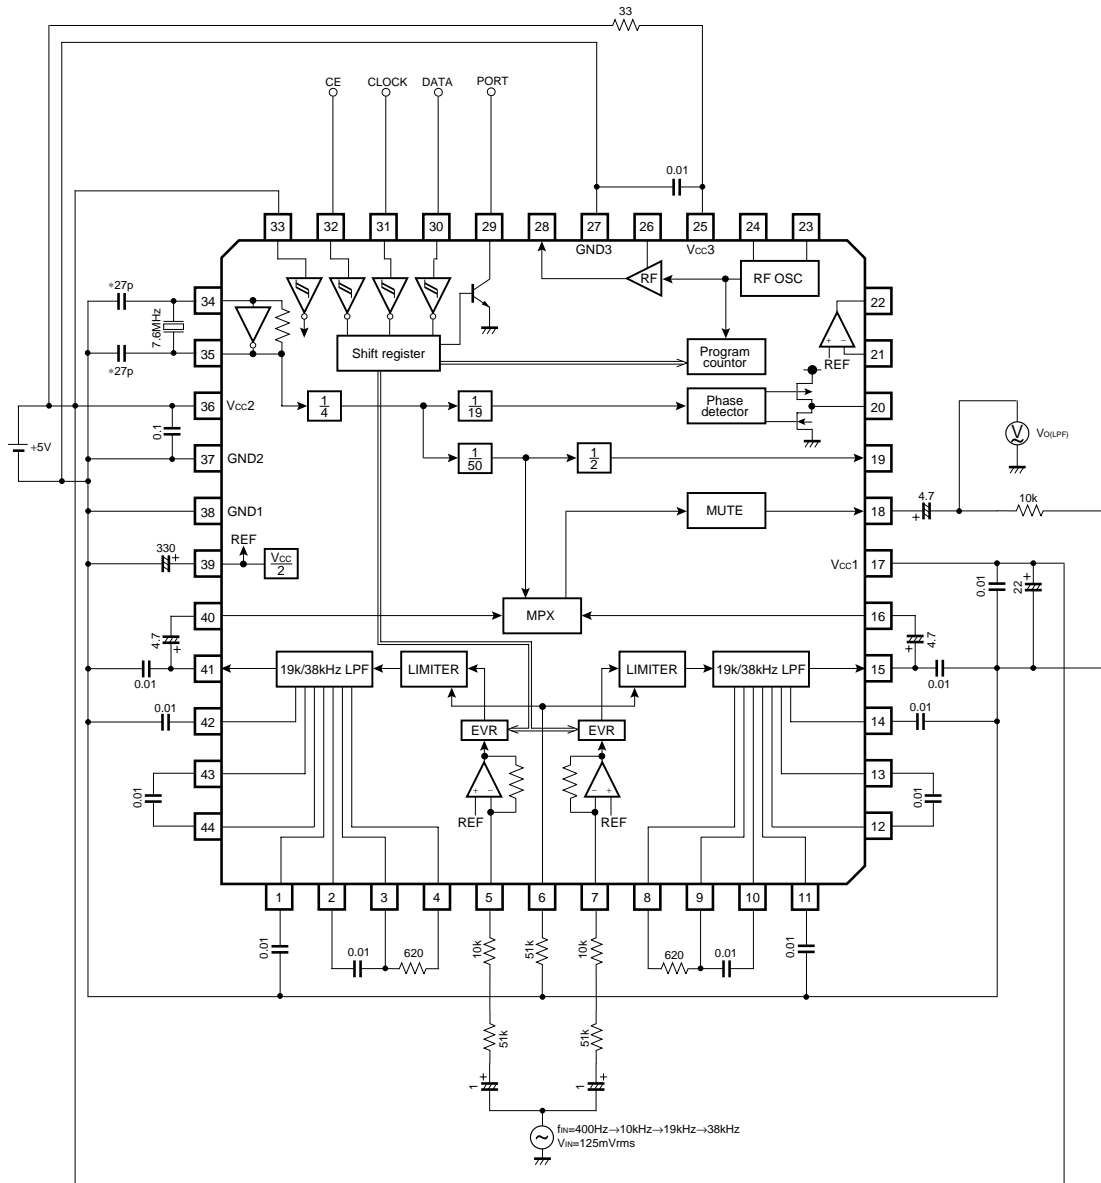 33
CE CLOCK DATA PORT
0.01
33 32 31 30 29 28 27 26 25 24 23
GND3 Vcc3
RF RF OSC
*27p
34
7.6MHz
35
*27p
22
+ -
REF
21
Shift register
Program countor
Phase detector
20
1/4
1/19
36 Vcc2
+5V
0.1
37 GND2
1/50
1/2
19
V VO(LPF)
38 GND1
MUTE
18
4.7
+
10k
330
+
39
REF
Vcc/2
Vcc1 17
0.01
22
+
40
MPX
16
4.7
+
4.7
+
0.01
41
19k/38kHz LPF
LIMITER
LIMITER
19k/38kHz LPF
15
0.01
0.01
42
EVR
EVR
14
0.01
43
0.01
44
+ -
REF
- +
REF
13
0.01
12
1 2 3 4 5 6 7 8 9 10 11
0.01
0.01
620
10k
51k
10k
620
0.01
0.01
51k
51k
1
+
1
+
fIN=400Hz→10kHz→19kHz→38kHz
VIN=125mVrms